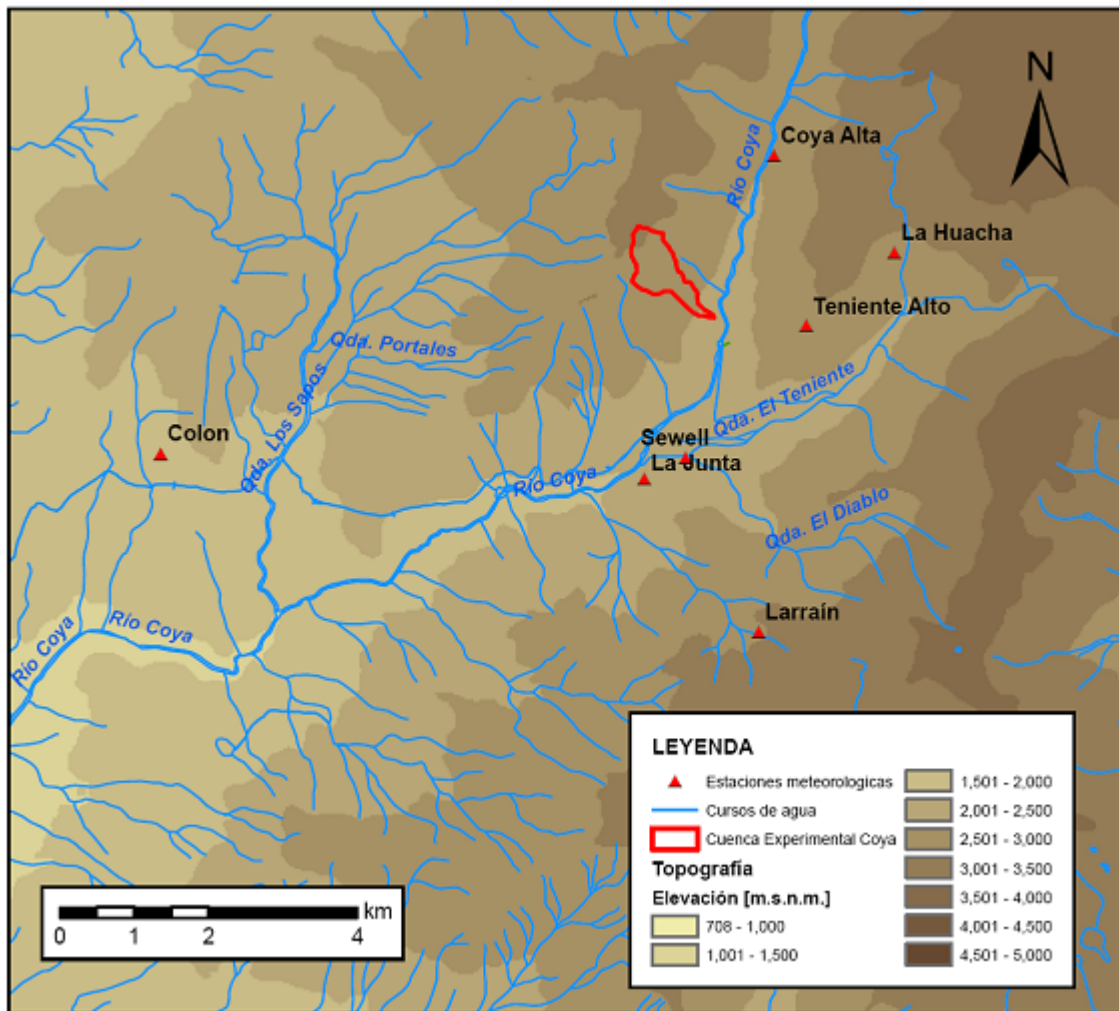 N
Coya Alta
Río Coya
La Huacha
Teniente Alto
Qda. Portales
Qda. El Teniente
Qda. Los Sapos
Colon
Sewell
La Junta
Río Coya
Qda. El Diablo
Larraín
Río Coya
Río Coya
LEYENDA
Estaciones meteorologicas
Cursos de agua
Cuenca Experimental Coya
Topografía
Elevación [m.s.n.m.]
708 - 1,000
1,001 - 1,500
1,501 - 2,000
2,001 - 2,500
2,501 - 3,000
3,001 - 3,500
3,501 - 4,000
4,001 - 4,500
4,501 - 5,000
km
0 1 2 4